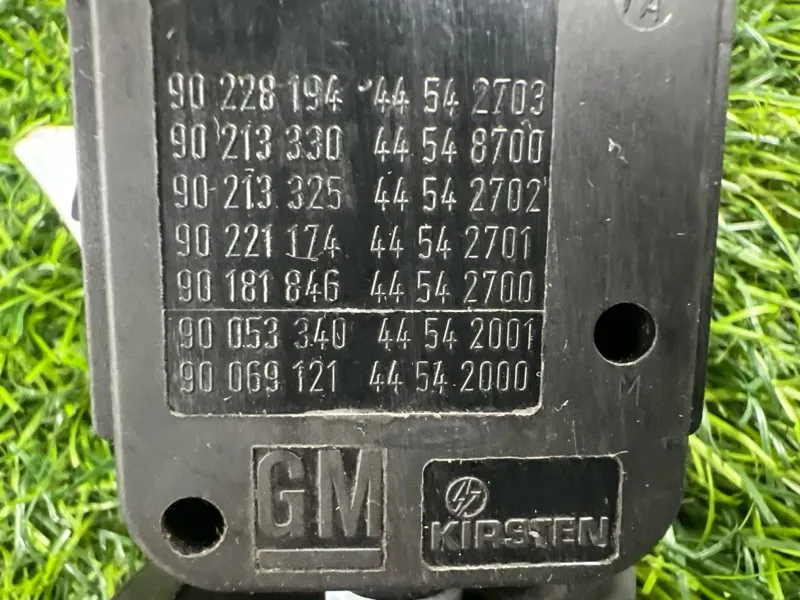 A
90 228 194 44 54 2703
90 213 330 44 54 8700
90 213 325 44 54 2702
90 221 174 44 54 2701
90 181 846 44 54 2700
90 053 340 44 54 2001
90 069 121 44 54 2000
M
GM
KIRSTEN